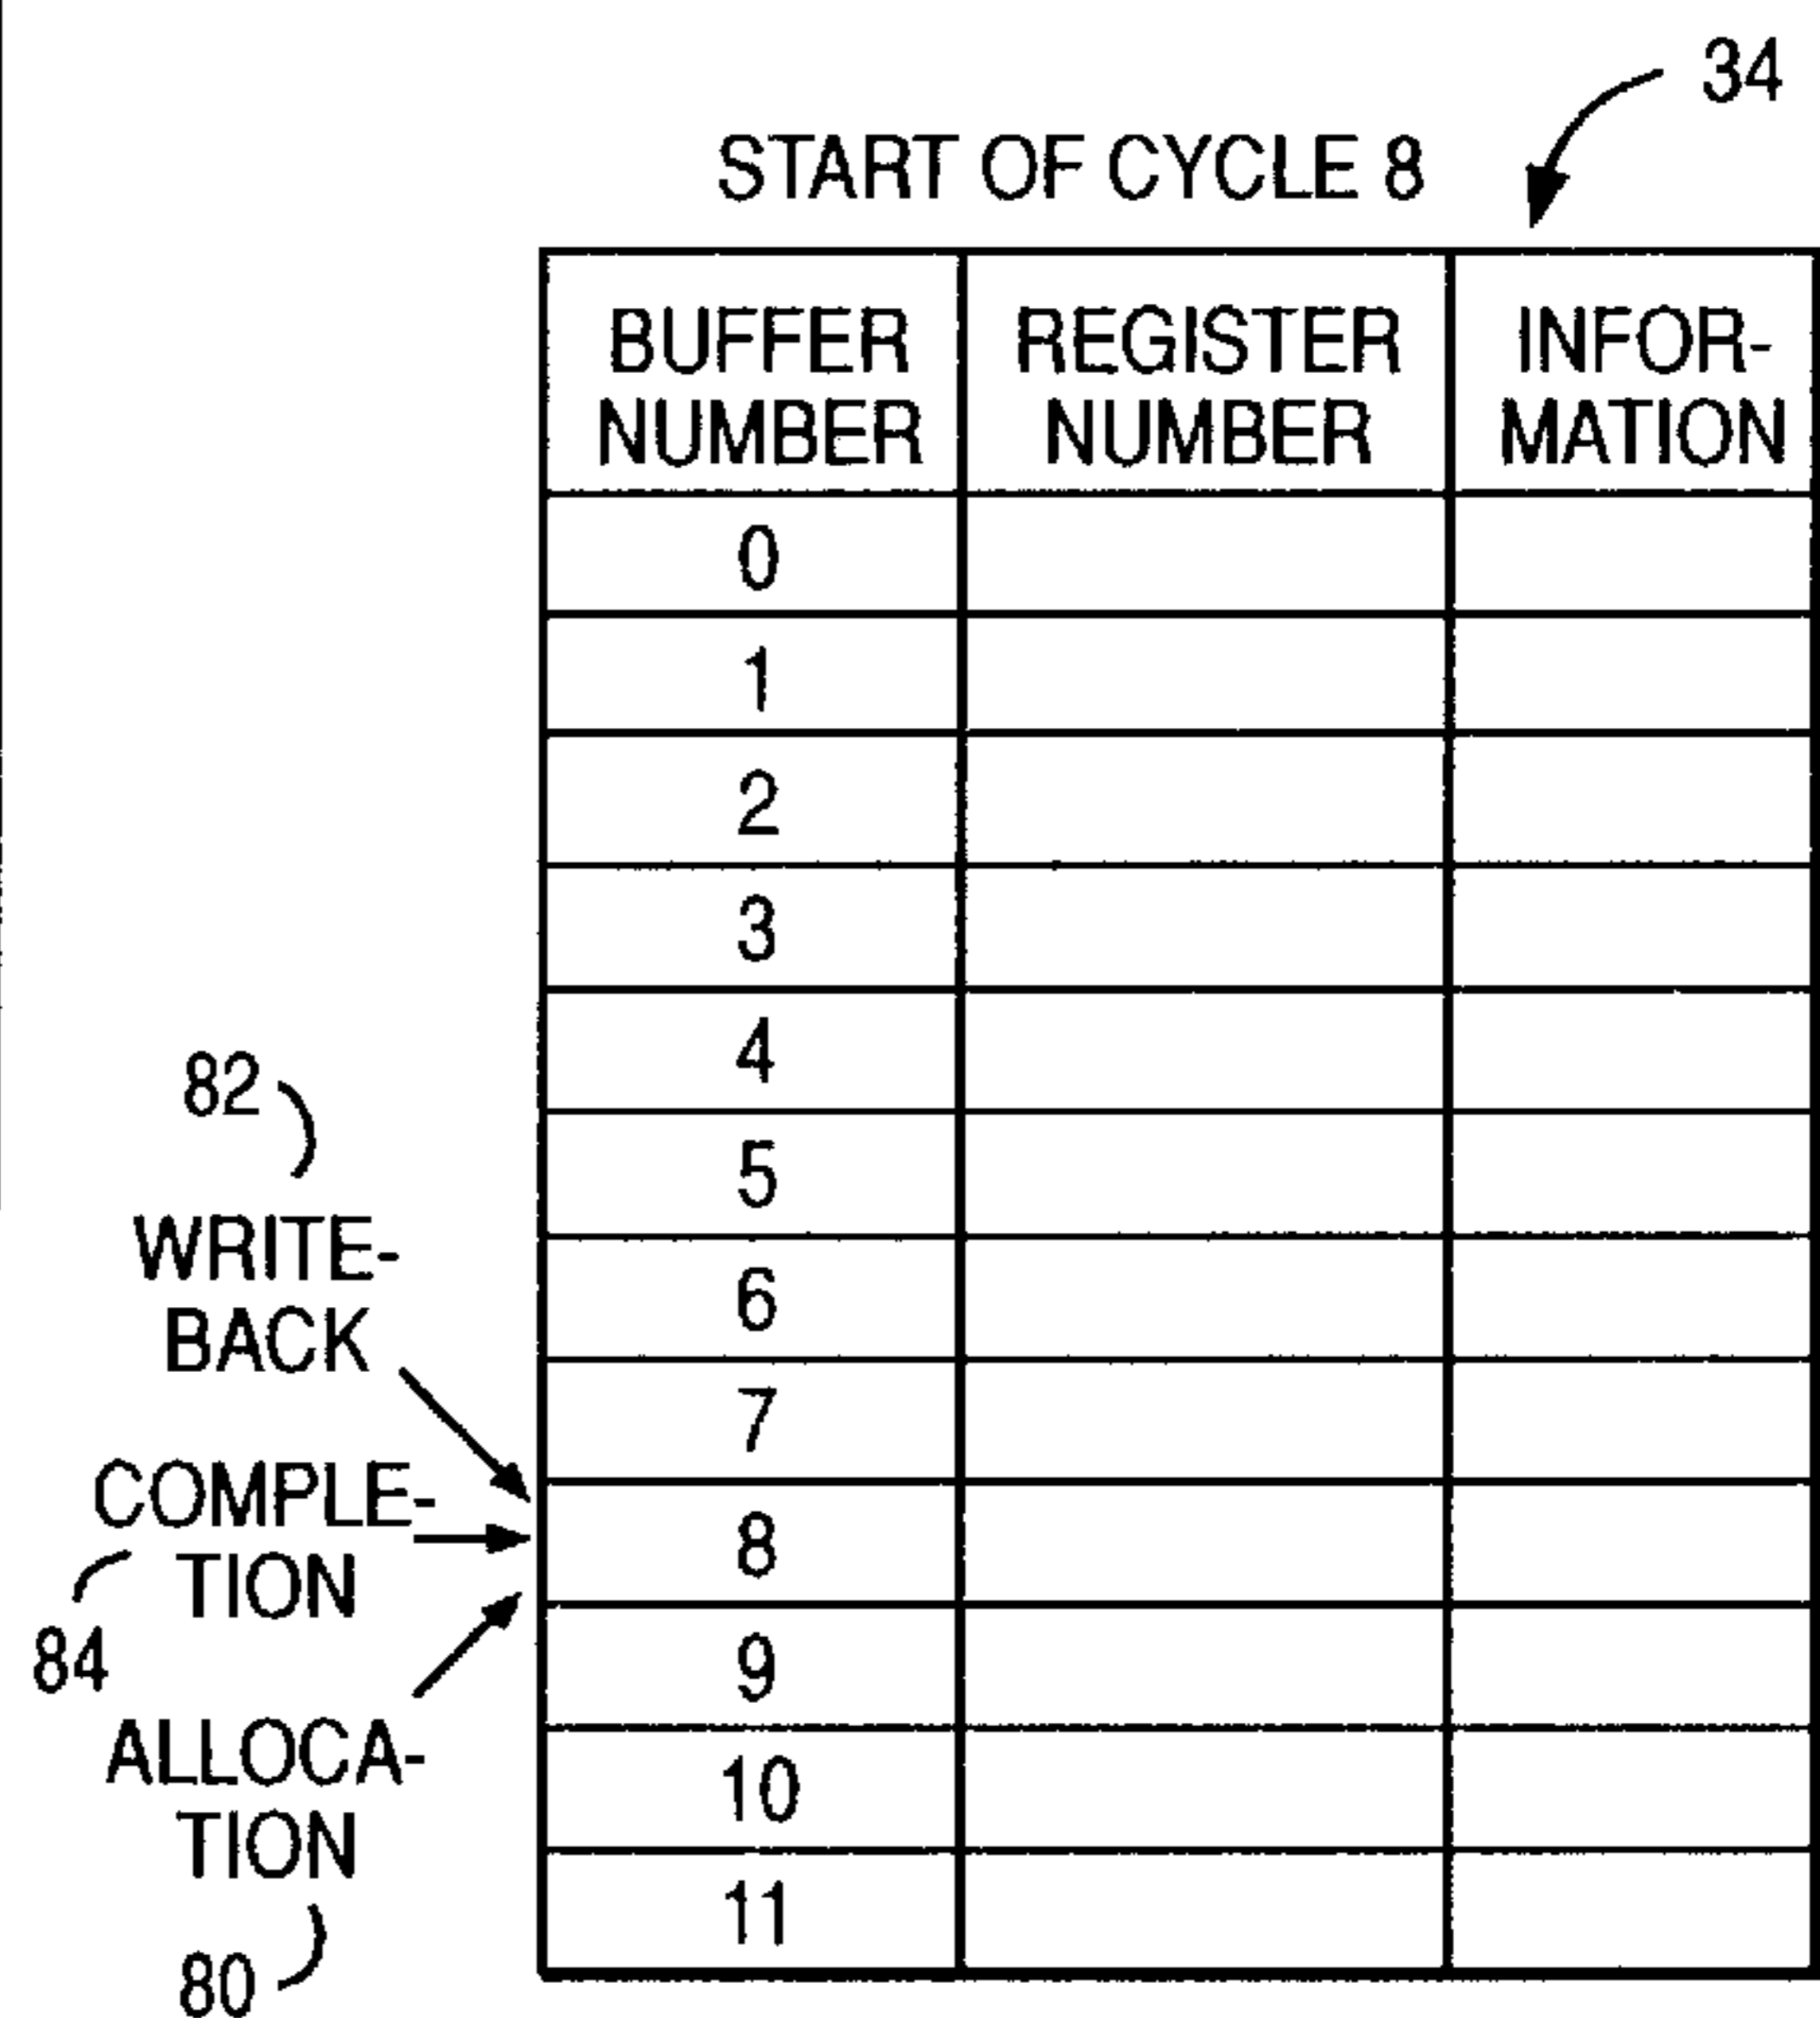 34
START OF CYCLE 8
BUFFER NUMBER REGISTER NUMBER INFOR-MATION
0
1
2
3
4
5
6
7
8
9
10
11
82
WRITE-
BACK
COMPLE-
TION
84
ALLOCA-
TION
80